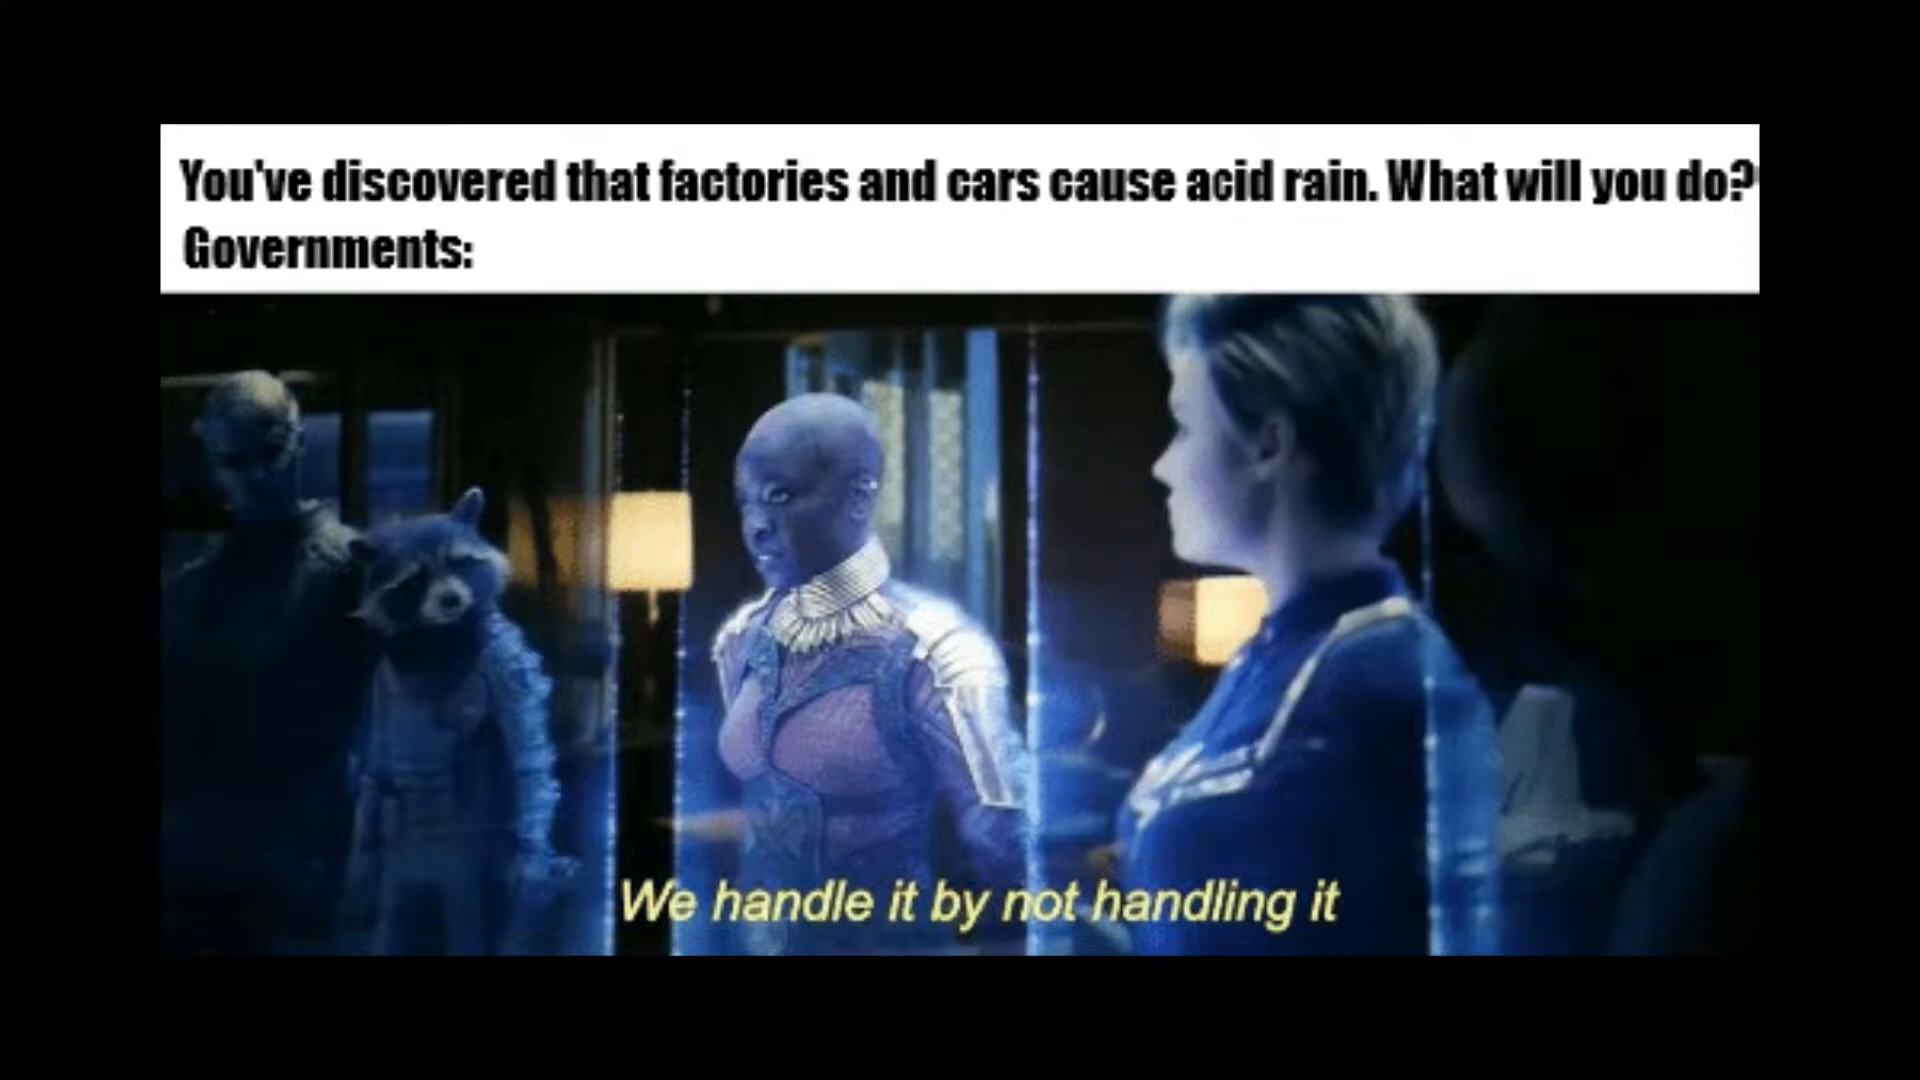 You've discovered that factories and cars cause acid rain. What will you do?
Governments:
We handle it by not handling it